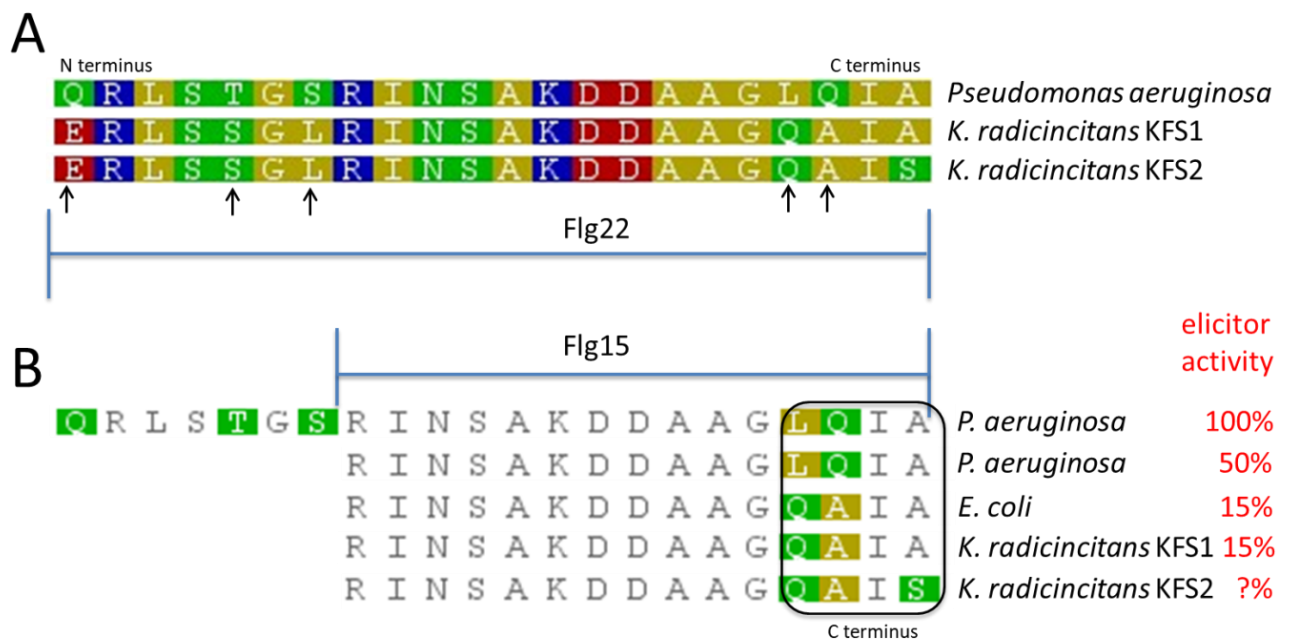 A
N terminus C terminus
Q R L S T G S R I N S A K D D A A G L Q I A Pseudomonas aeruginosa
E R L S S G L R I N S A K D D A A G Q A I A K. radicincitans KFS1
E R L S S G L R I N S A K D D A A G Q A I S K. radicincitans KFS2
Flg22
elicitor
activity
Flg15
B
Q R L S T G S R I N S A K D D A A G L Q I A P. aeruginosa 100%
R I N S A K D D A A G L Q I A P. aeruginosa 50%
R I N S A K D D A A G Q A I A E. coli 15%
R I N S A K D D A A G Q A I A K. radicincitans KFS1 15%
R I N S A K D D A A G Q A I S K. radicincitans KFS2 ?%
C terminus